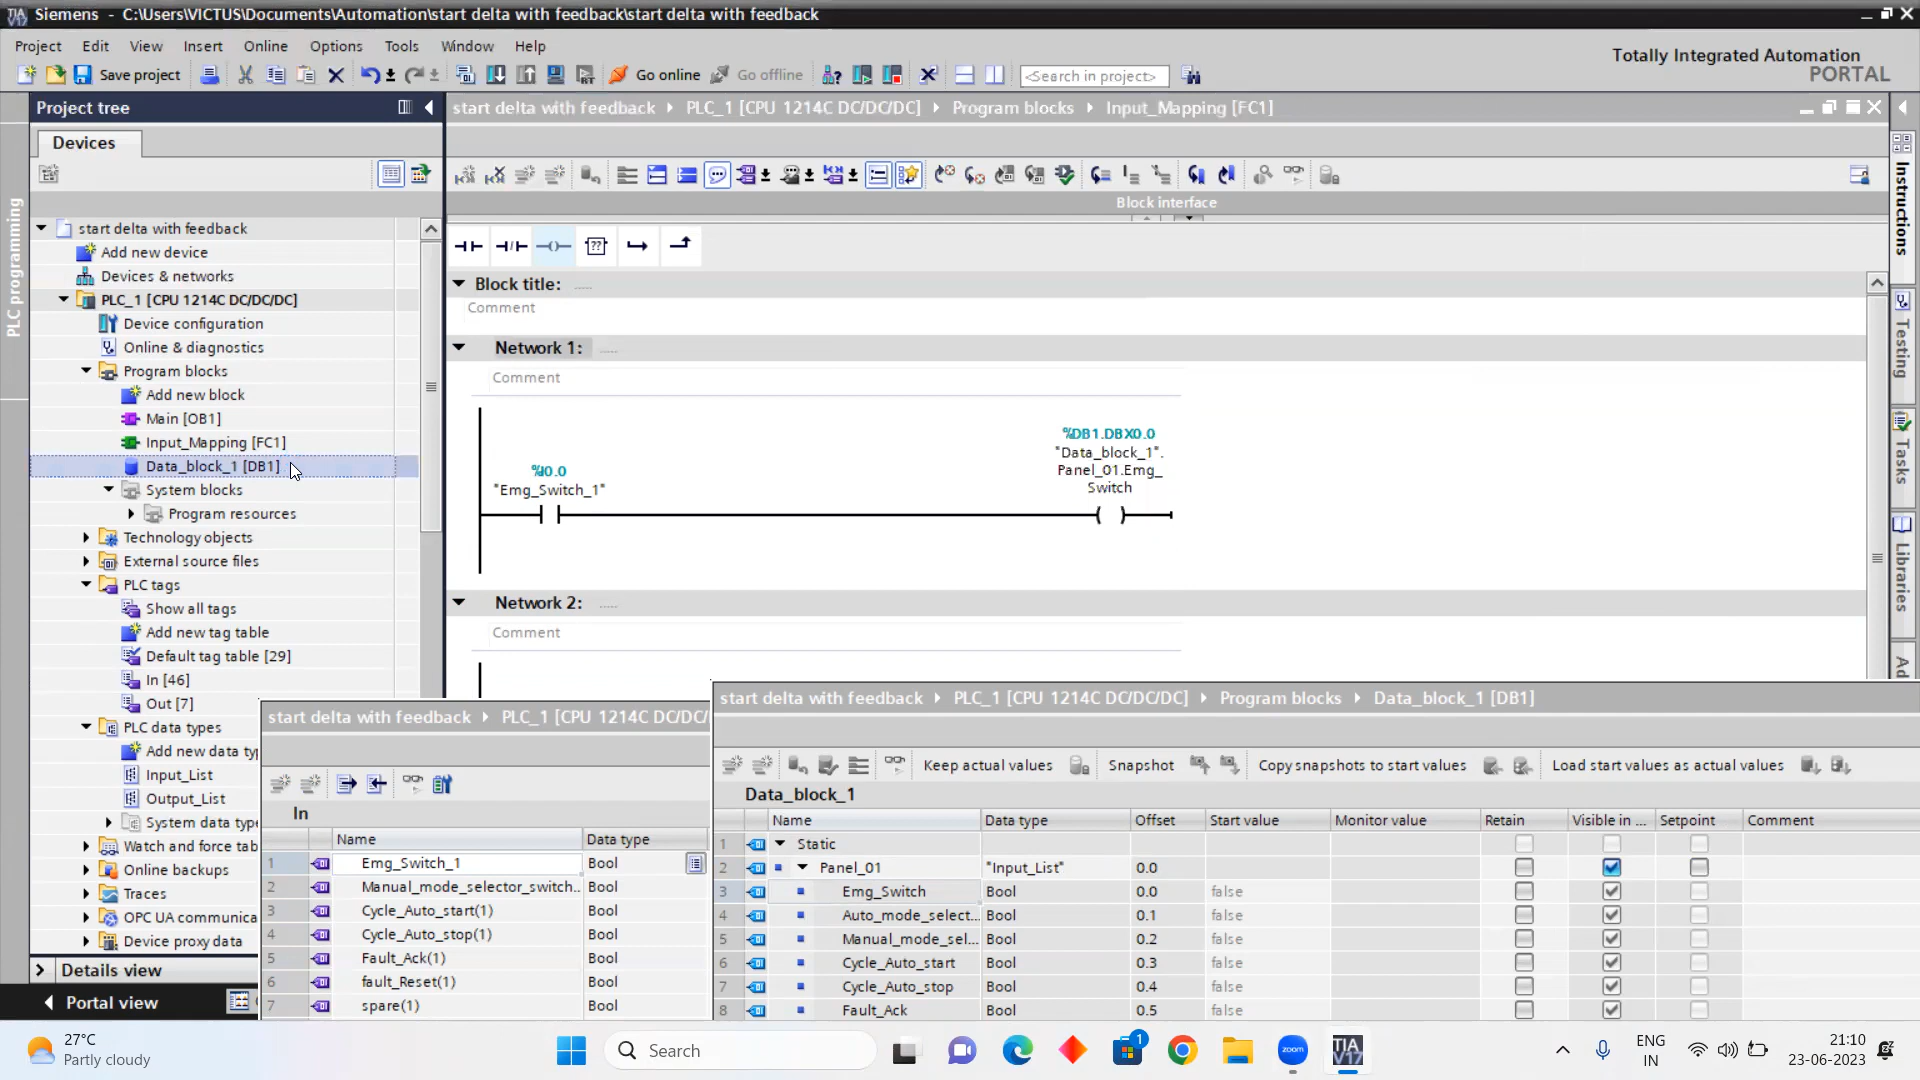 Siemens - C:\Users\VICTUS\Documents\Automation\start delta with feedback\start delta with feedback
Project Edit View Insert Online Options Tools Window Help
Totally Integrated Automation
PORTAL
Save project
Go online
Go offline
<Search in project>
Project tree
start delta with feedback PLC_1 [CPU 1214C DC/DC/DC] Program blocks Input_Mapping [FC1]
Devices
PLC programming
start delta with feedback
Add new device
Devices & networks
PLC_1 [CPU 1214C DC/DC/DC]
Device configuration
Online & diagnostics
Program blocks
Add new block
Main [OB1]
Input_Mapping [FC1]
Data_block_1 [DB1]
System blocks
Program resources
Technology objects
External source files
PLC tags
Show all tags
Add new tag table
Default tag table [29]
In [46]
Out [7]
PLC data types
Add new data typ
Input_List
Output_List
System data type
Watch and force tab
Online backups
Traces
OPC UA communica
Device proxy data
Details view
Portal view
Block interface
??
Block title: .....
Comment
Network 1: .....
Comment
%I0.0
"Emg_Switch_1"
%DB1.DBX0.0
"Data_block_1".
Panel_01.Emg_
Switch
Network 2: .....
Comment
Instructions
Testing
Tasks
Libraries
Ad
start delta with feedback PLC_1 [CPU 1214C DC/DC/
In
Name Data type
1 Emg_Switch_1 Bool
2 Manual_mode_selector_switch... Bool
3 Cycle_Auto_start(1) Bool
4 Cycle_Auto_stop(1) Bool
5 Fault_Ack(1) Bool
6 fault_Reset(1) Bool
7 spare(1) Bool
start delta with feedback PLC_1 [CPU 1214C DC/DC/DC] Program blocks Data_block_1 [DB1]
Keep actual values Snapshot Copy snapshots to start values Load start values as actual values
Data_block_1
Name Data type Offset Start value Monitor value Retain Visible in ... Setpoint Comment
1 Static
2 Panel_01 "Input_List" 0.0
3 Emg_Switch Bool 0.0 false
4 Auto_mode_select... Bool 0.1 false
5 Manual_mode_sel... Bool 0.2 false
6 Cycle_Auto_start Bool 0.3 false
7 Cycle_Auto_stop Bool 0.4 false
8 Fault_Ack Bool 0.5 false
27°C
Partly cloudy
Search
1
zoom
TIA
V17
ENG
IN
21:10
23-06-2023